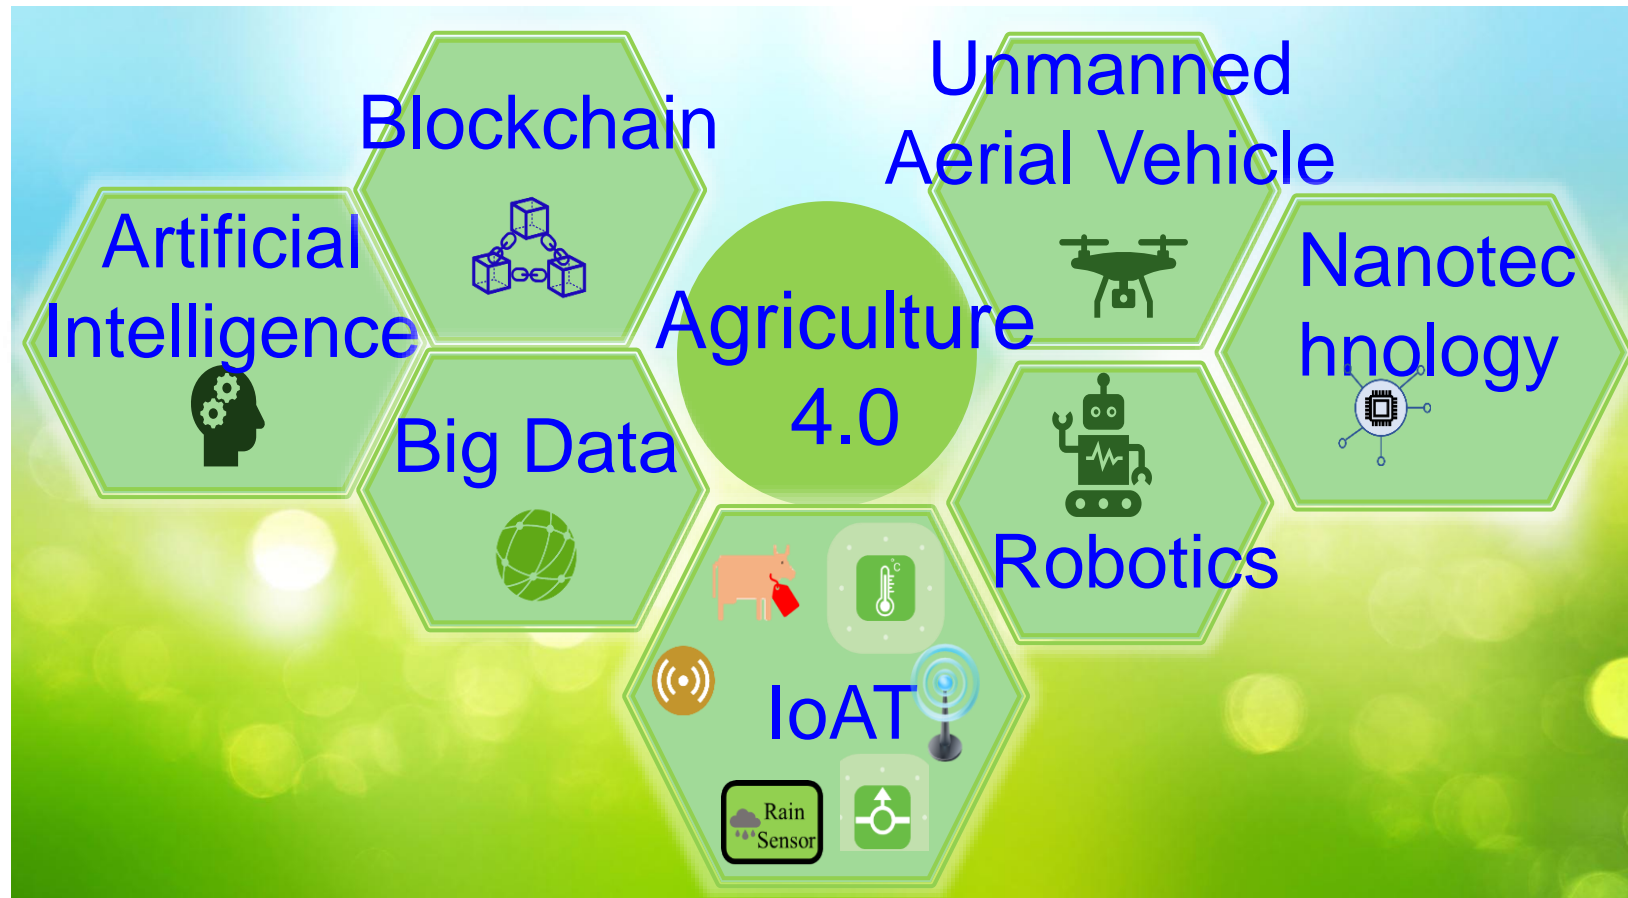 Blockchain
Unmanned
Aerial Vehicle
Artificial
Intelligence
Nanotec
hnology
Agriculture
4.0
Big Data
Robotics
°C
IoAT
Rain
Sensor